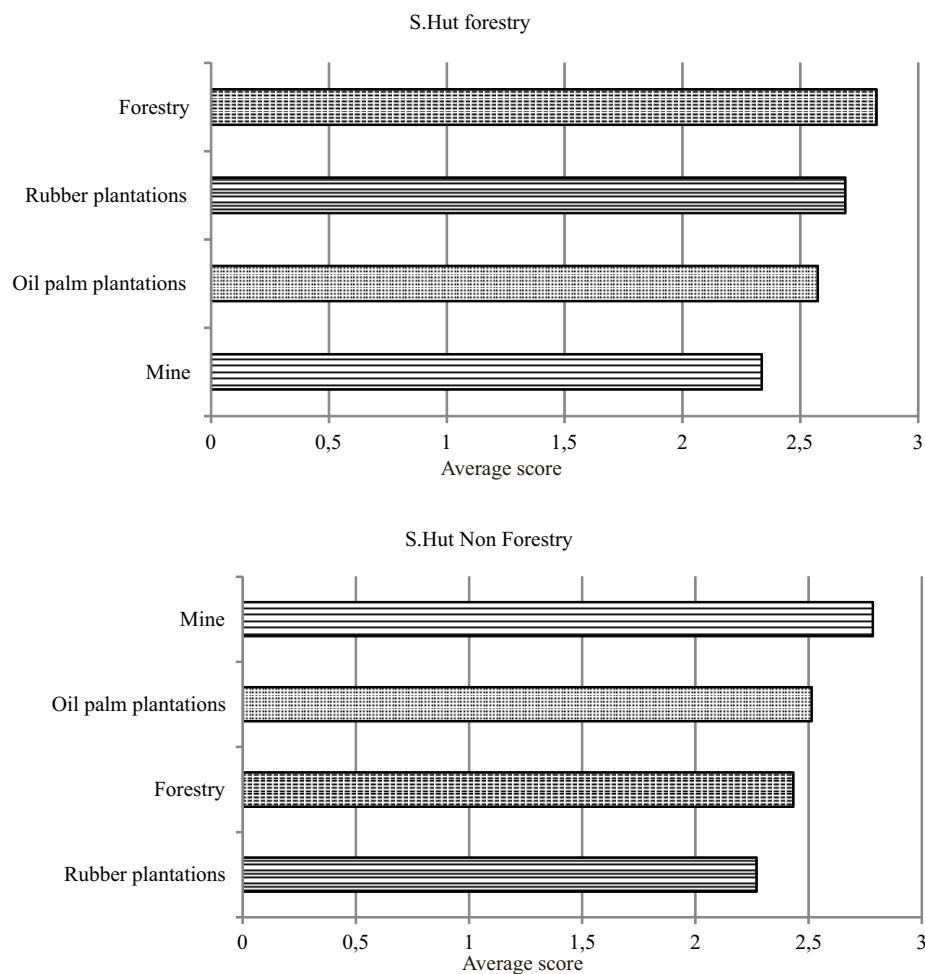 S.Hut forestry
Forestry
Rubber plantations
Oil palm plantations
Mine
0 0,5 1 1,5 2 2,5 3
Average score
S.Hut Non Forestry
Mine
Oil palm plantations
Forestry
Rubber plantations
0 0,5 1 1,5 2 2,5 3
Average score